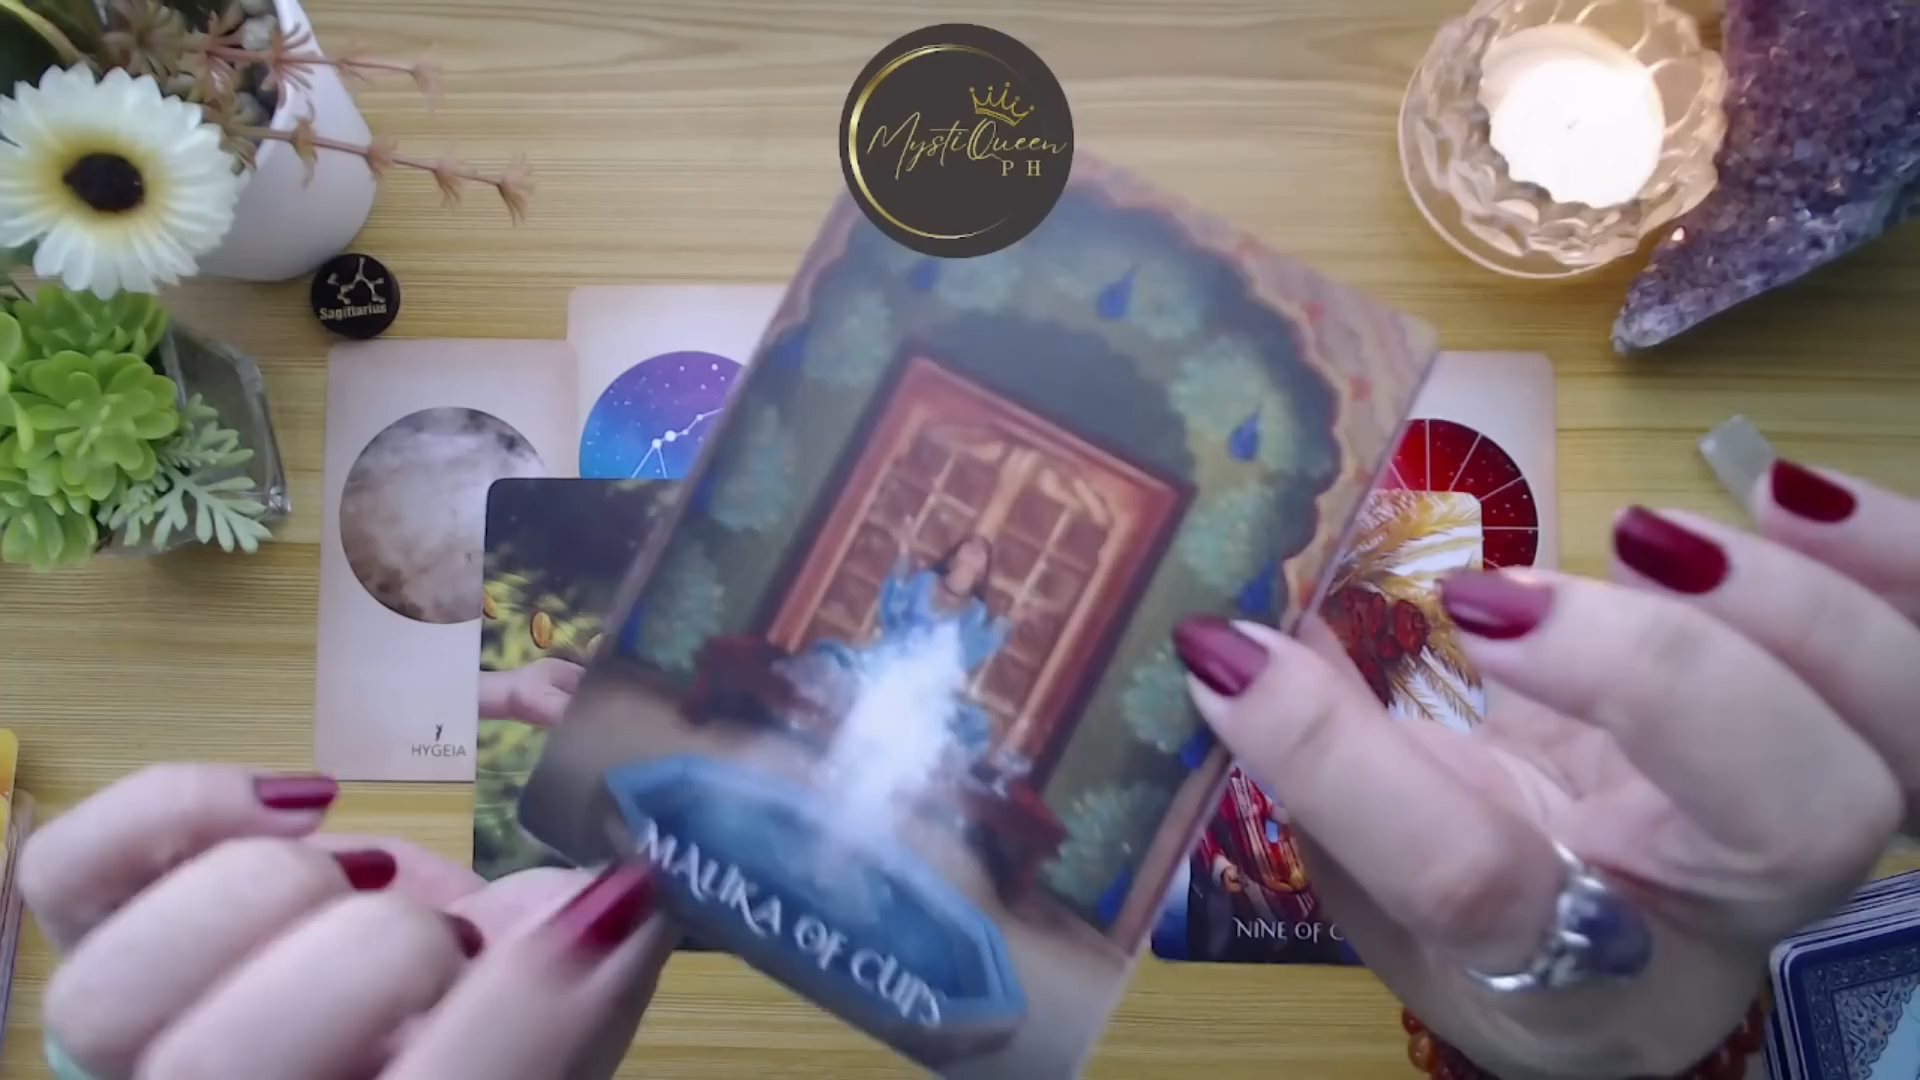 MystiQueen
PH
Sagittarius
HYGEIA
MALIKA OF CUPS
NINE OF C